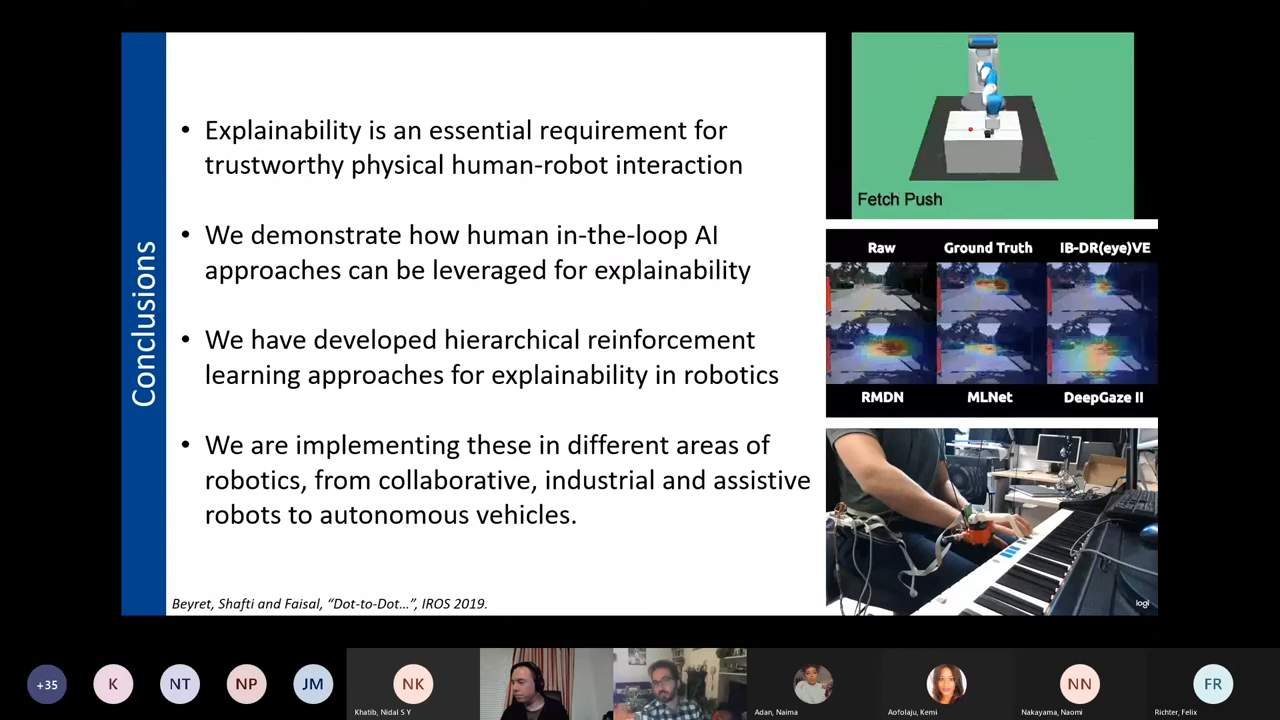 Conclusions
• Explainability is an essential requirement for
trustworthy physical human-robot interaction
• We demonstrate how human in-the-loop AI
approaches can be leveraged for explainability
• We have developed hierarchical reinforcement
learning approaches for explainability in robotics
• We are implementing these in different areas of
robotics, from collaborative, industrial and assistive
robots to autonomous vehicles.
Beyret, Shafti and Faisal, “Dot-to-Dot…”, IROS 2019.
Fetch Push
Raw Ground Truth IB-DR(eye)VE
RMDN MLNet DeepGaze II
logi
+35 K NT NP JM NK NN FR
Khatib, Nidal S Y Adan, Naima Aofolaju, Kemi Nakayama, Naomi Richter, Felix